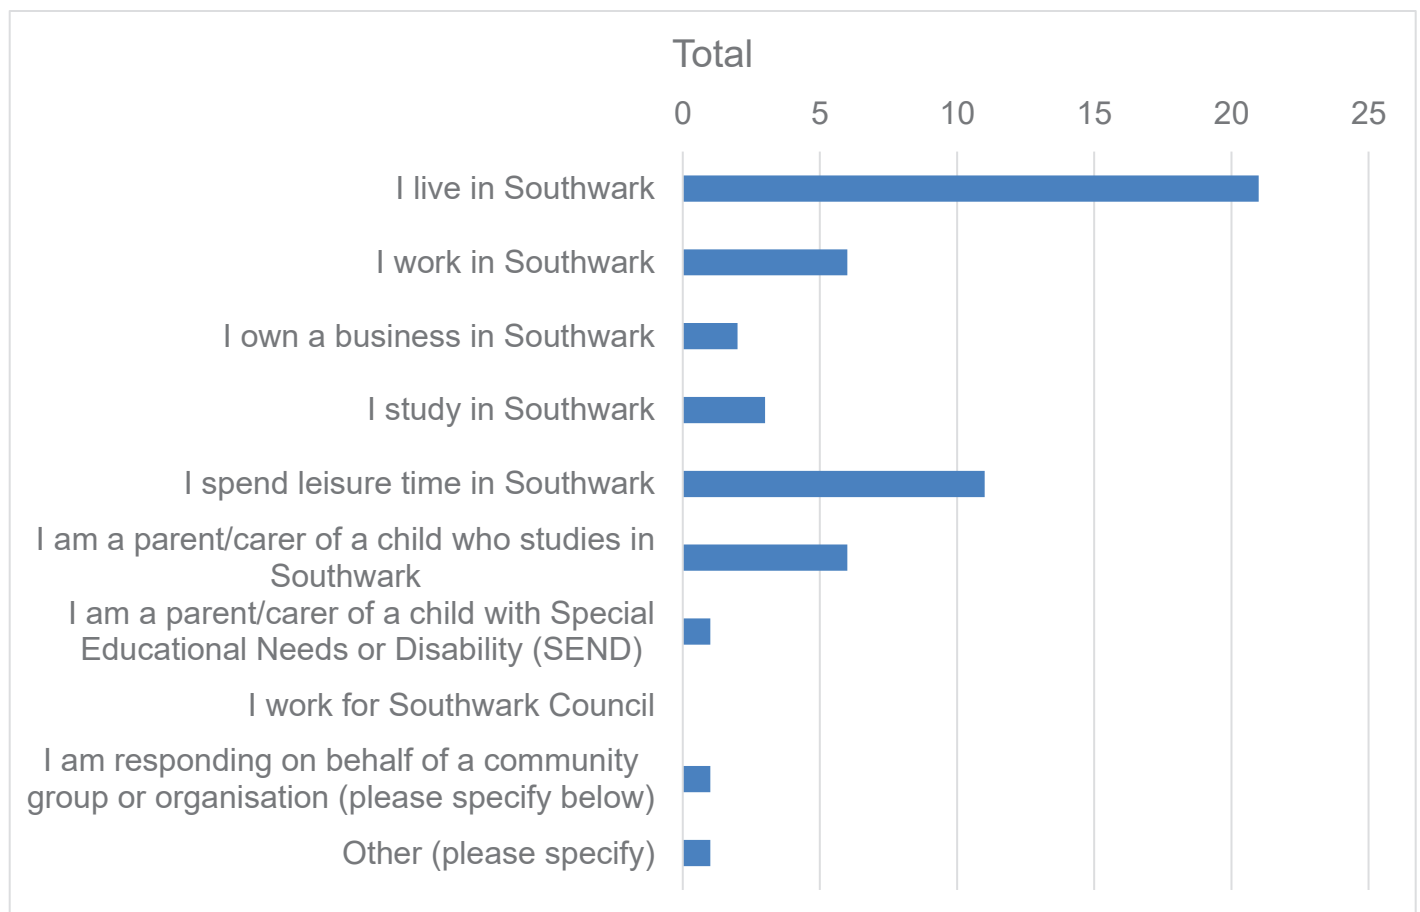 Total
0 5 10 15 20 25
I live in Southwark
I work in Southwark
I own a business in Southwark
I study in Southwark
I spend leisure time in Southwark
I am a parent/carer of a child who studies in
Southwark
I am a parent/carer of a child with Special
Educational Needs or Disability (SEND)
I work for Southwark Council
I am responding on behalf of a community
group or organisation (please specify below)
Other (please specify)